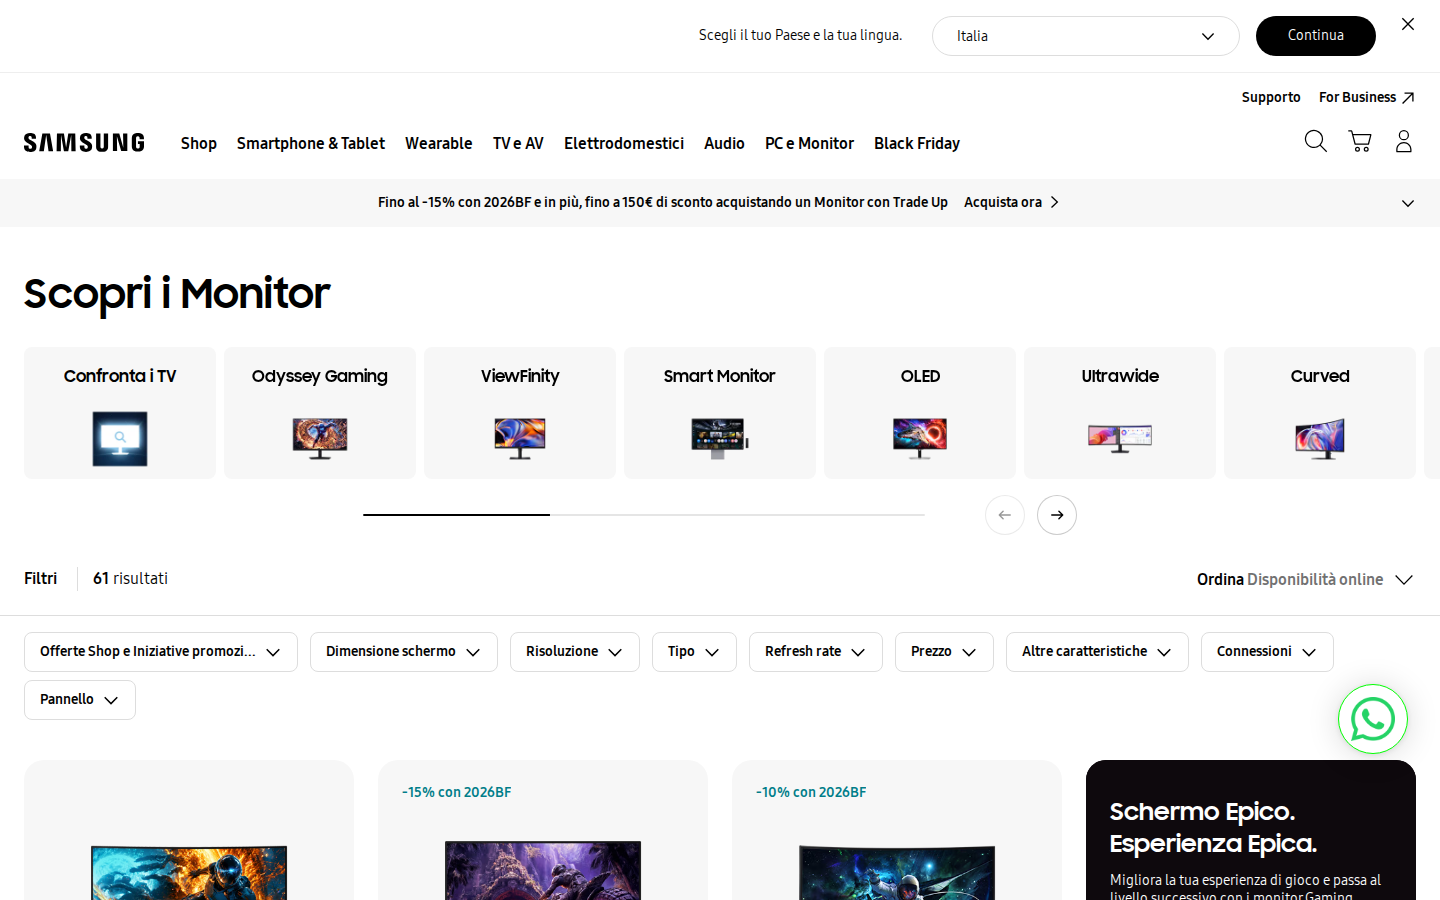 Scegli il tuo Paese e la tua lingua.
Italia
Continua
Supporto
For Business
SAMSUNG
Shop
Smartphone & Tablet
Wearable
TV e AV
Elettrodomestici
Audio
PC e Monitor
Black Friday
Fino al -15% con 2026BF e in più, fino a 150€ di sconto acquistando un Monitor con Trade Up
Acquista ora
Scopri i Monitor
Confronta i TV
Odyssey Gaming
ViewFinity
Smart Monitor
OLED
Ultrawide
Curved
Filtri
61 risultati
Ordina Disponibilità online
Offerte Shop e Iniziative promozi...
Dimensione schermo
Risoluzione
Tipo
Refresh rate
Prezzo
Altre caratteristiche
Connessioni
Pannello
-15% con 2026BF
-10% con 2026BF
Schermo Epico.
Esperienza Epica.
Migliora la tua esperienza di gioco e passa al
livello successivo con i monitor Gaming